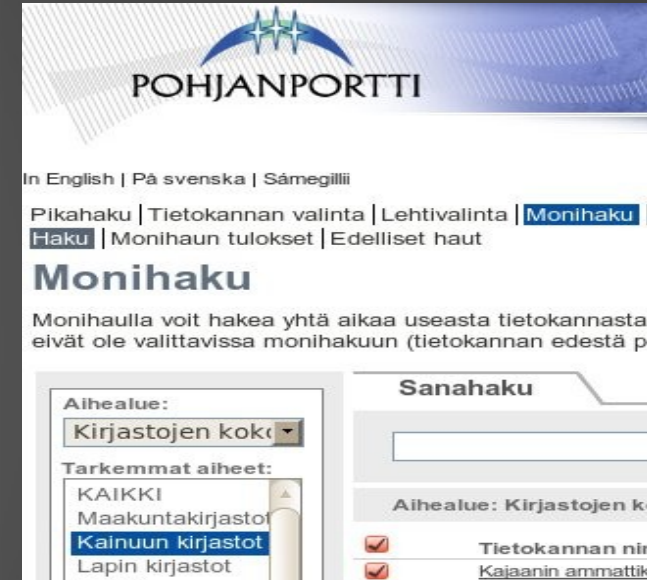 POHJANPORTTI
In English | På svenska | Sámegillii
Pikahaku | Tietokannan valinta | Lehtivalinta | Monihaku
Haku | Monihaun tulokset | Edelliset haut
Monihaku
Monihaulla voit hakea yhtä aikaa useasta tietokannasta
eivät ole valittavissa monihakuun (tietokannan edestä p
Sanahaku
Aihealue:
Kirjastojen kok
Tarkemmat aiheet:
KAIKKI
Maakuntakirjastot
Kainuun kirjastot
Lapin kirjastot
Aihealue: Kirjastojen k
Tietokannan ni
Kajaanin ammattik